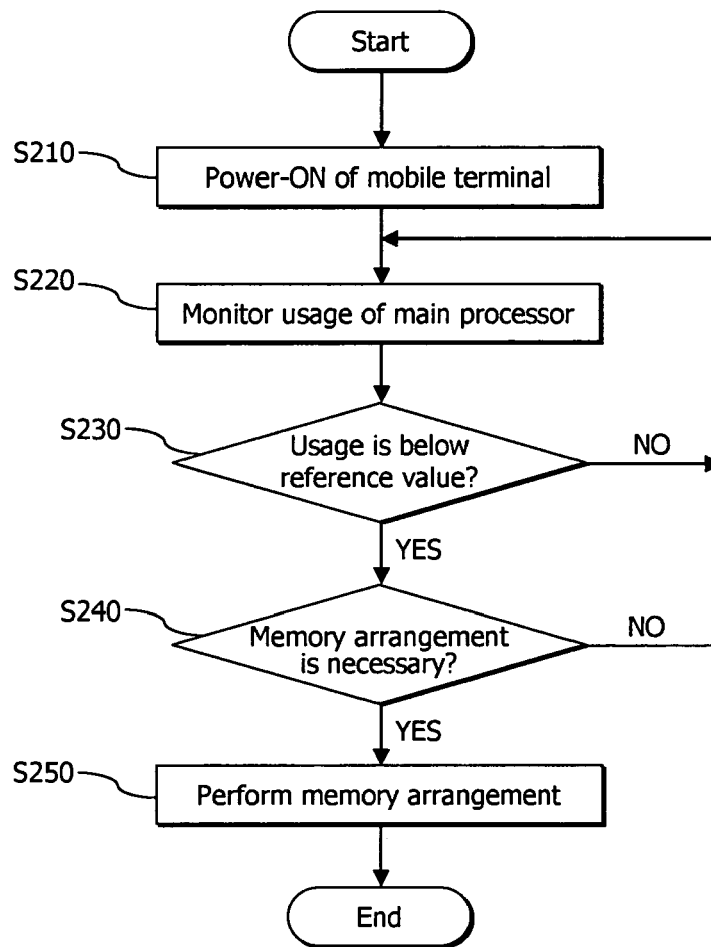 Start
S210
Power-ON of mobile terminal
S220
Monitor usage of main processor
S230
Usage is below
reference value?
NO
YES
S240
Memory arrangement
is necessary?
NO
YES
S250
Perform memory arrangement
End